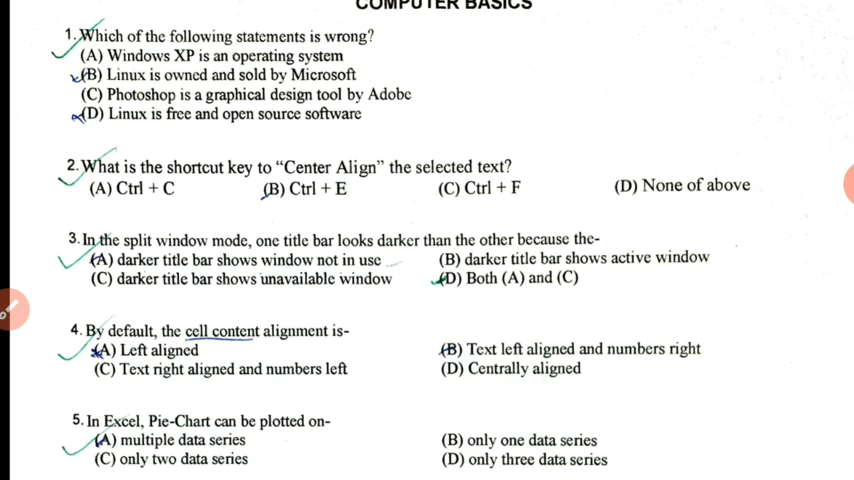 COMPUTER BASICS
1. Which of the following statements is wrong?
(A) Windows XP is an operating system
(B) Linux is owned and sold by Microsoft
(C) Photoshop is a graphical design tool by Adobe
(D) Linux is free and open source software
2. What is the shortcut key to “Center Align” the selected text?
(A) Ctrl + C (B) Ctrl + E (C) Ctrl + F (D) None of above
3. In the split window mode, one title bar looks darker than the other because the-
(A) darker title bar shows window not in use (B) darker title bar shows active window
(C) darker title bar shows unavailable window (D) Both (A) and (C)
4. By default, the cell content alignment is-
(A) Left aligned (B) Text left aligned and numbers right
(C) Text right aligned and numbers left (D) Centrally aligned
5. In Excel, Pie-Chart can be plotted on-
(A) multiple data series (B) only one data series
(C) only two data series (D) only three data series